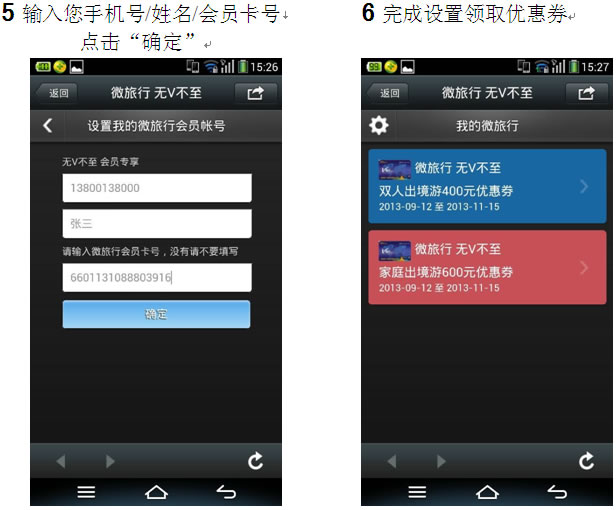 5 输入您手机号/姓名/会员卡号
点击“确定”
15:26
返回
微旅行 无V不至
设置我的微旅行会员帐号
无V不至 会员专享
13800138000
张三
请输入微旅行会员卡号，没有请不要填写
6601131088803916
确定
6 完成设置领取优惠券
99
15:27
返回
微旅行 无V不至
我的微旅行
微旅行 无V不至
双人出境游400元优惠券
2013-09-12 至 2013-11-15
微旅行 无V不至
家庭出境游600元优惠券
2013-09-12 至 2013-11-15